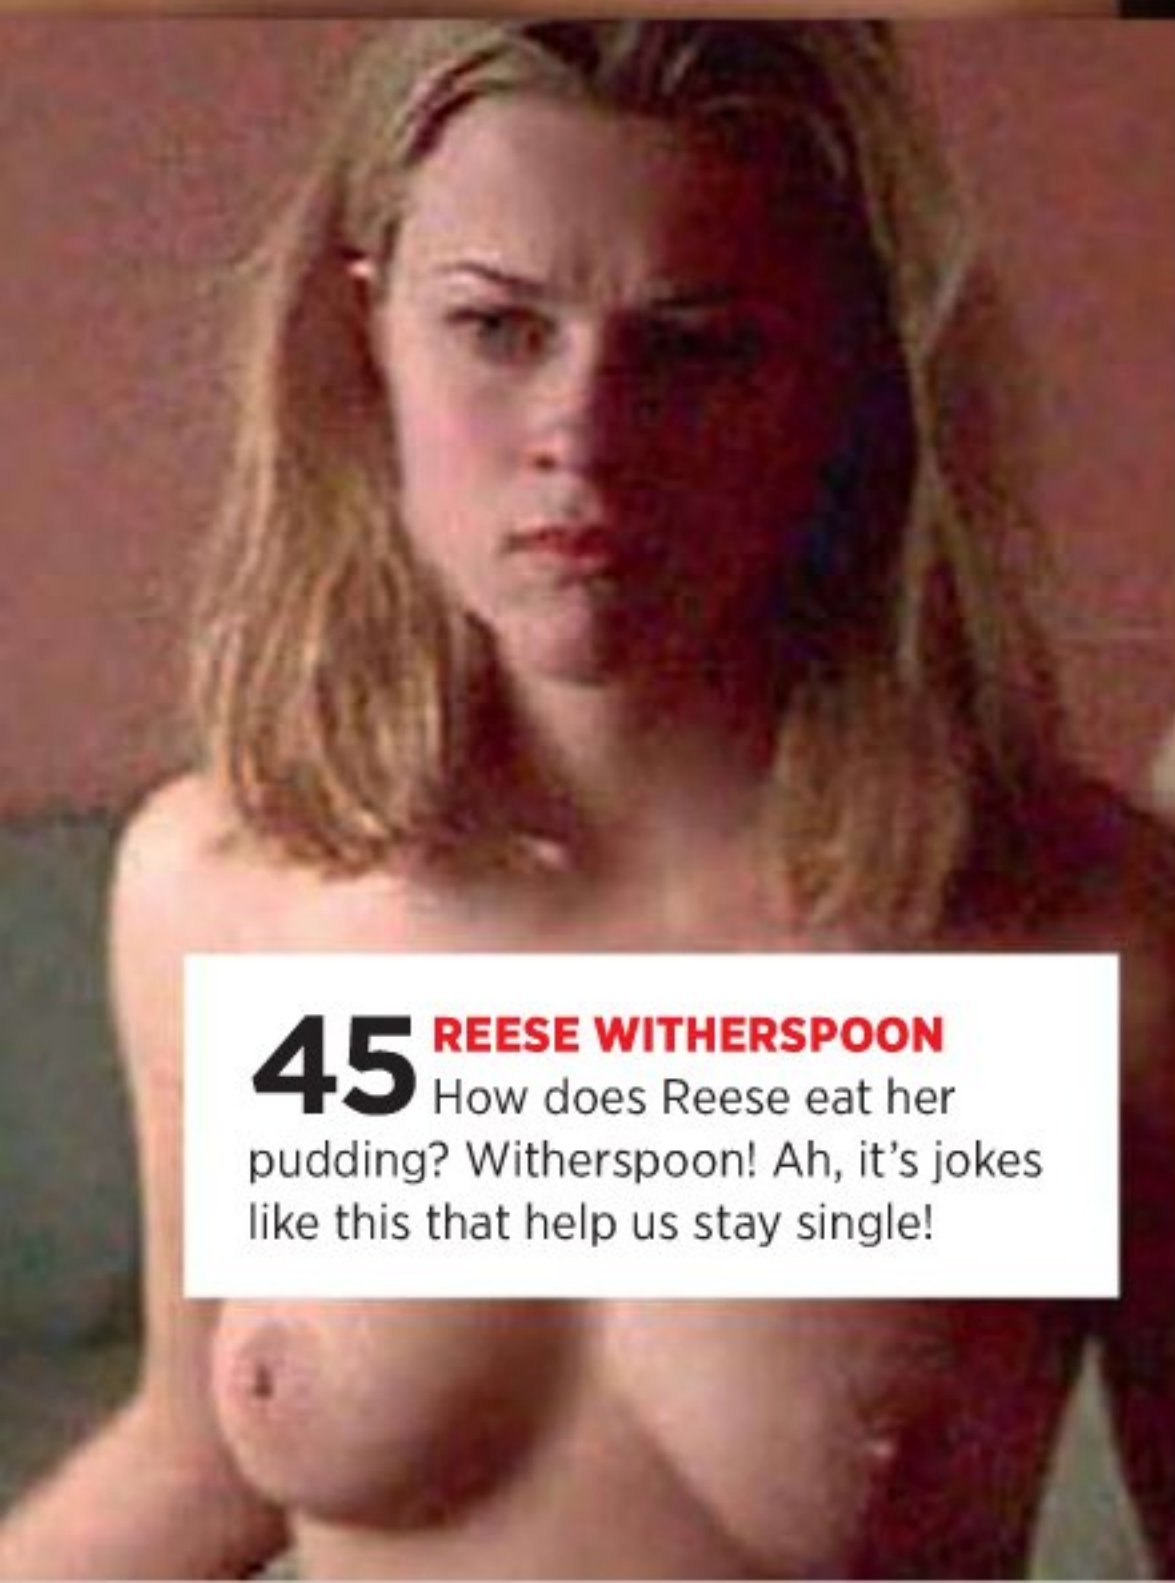 45 REESE WITHERSPOON
How does Reese eat her
pudding? Witherspoon! Ah, it’s jokes
like this that help us stay single!